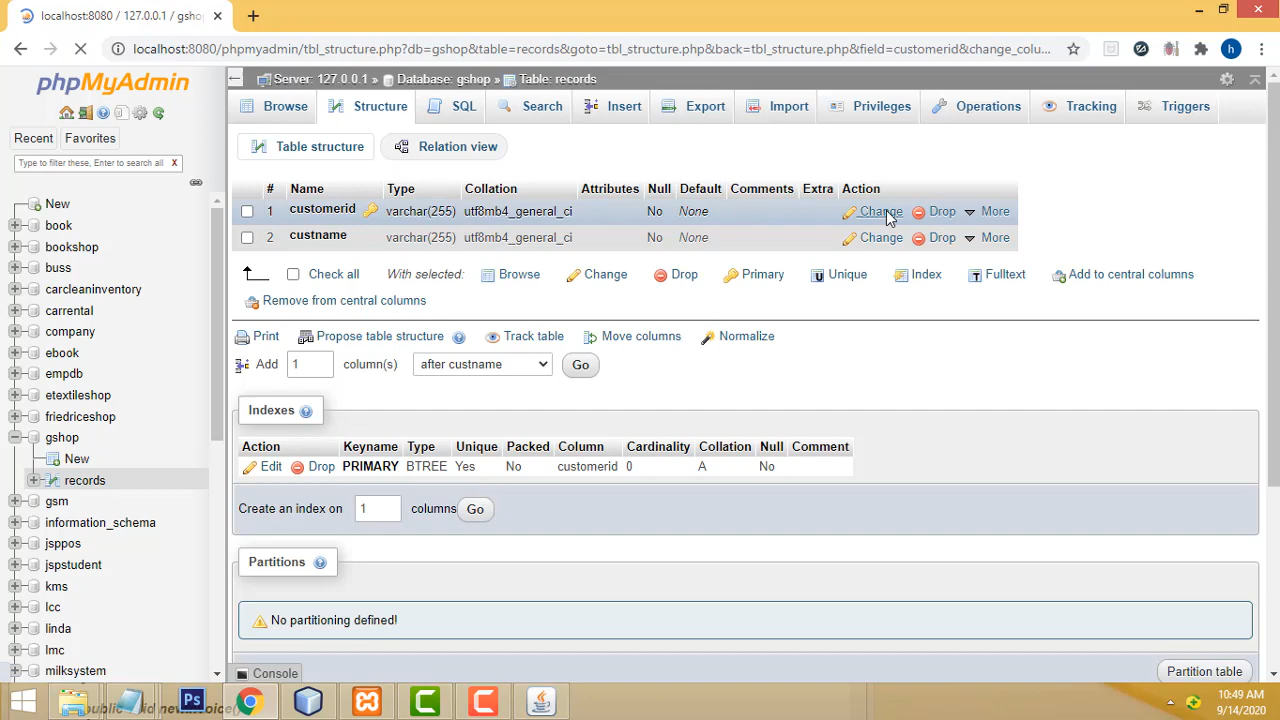 localhost:8080 / 127.0.0.1 / gshop
localhost:8080/phpmyadmin/tbl_structure.php?db=gshop&table=records&goto=tbl_structure.php&back=tbl_structure.php&field=customerid&change_colu...
h
phpMyAdmin
Recent Favorites
Type to filter these, Enter to search all X
New
book
bookshop
buss
carcleaninventory
carrental
company
ebook
empdb
etextileshop
friedriceshop
gshop
New
records
gsm
information_schema
jsppos
jspstudent
kms
lcc
linda
lmc
milksystem
Server: 127.0.0.1 » Database: gshop » Table: records
Browse Structure SQL Search Insert Export Import Privileges Operations Tracking Triggers
Table structure Relation view
# Name Type Collation Attributes Null Default Comments Extra Action
1 customerid varchar(255) utf8mb4_general_ci No None Change Drop More
2 custname varchar(255) utf8mb4_general_ci No None Change Drop More
Check all With selected: Browse Change Drop Primary Unique Index Fulltext Add to central columns
Remove from central columns
Print Propose table structure Track table Move columns Normalize
Add 1 column(s) after custname Go
Indexes
Action Keyname Type Unique Packed Column Cardinality Collation Null Comment
Edit Drop PRIMARY BTREE Yes No customerid 0 A No
Create an index on 1 columns Go
Partitions
No partitioning defined!
Partition table
Console
Ps
10:49 AM
9/14/2020